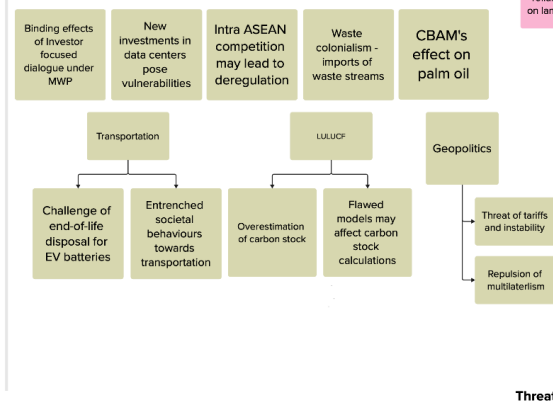 Binding effects
of Investor
focused
dialogue under
MWP
New
investments in
data centers
pose
vulnerabilities
Intra ASEAN
competition
may lead to
deregulation
Waste
colonialism -
imports of
waste streams
CBAM's
effect on
palm oil
on lan
Transportation
LULUCF
Geopolitics
Challenge of
end-of-life
disposal for
EV batteries
Entrenched
societal
behaviours
towards
transportation
Overestimation
of carbon stock
Flawed
models may
affect carbon
stock
calculations
Threat of tariffs
and instability
Repulsion of
multilaterlism
Threat